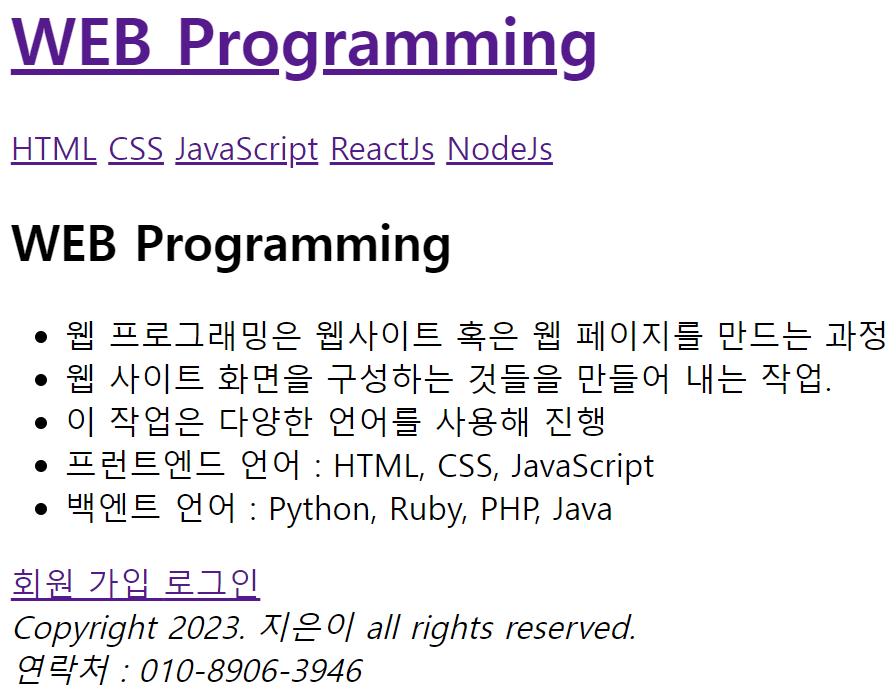 WEB Programming
HTML CSS JavaScript ReactJs NodeJs
WEB Programming
웹 프로그래밍은 웹사이트 혹은 웹 페이지를 만드는 과정
웹 사이트 화면을 구성하는 것들을 만들어 내는 작업.
이 작업은 다양한 언어를 사용해 진행
프런트엔드 언어 : HTML, CSS, JavaScript
백엔트 언어 : Python, Ruby, PHP, Java
회원 가입 로그인
Copyright 2023. 지은이 all rights reserved.
연락처 : 010-8906-3946